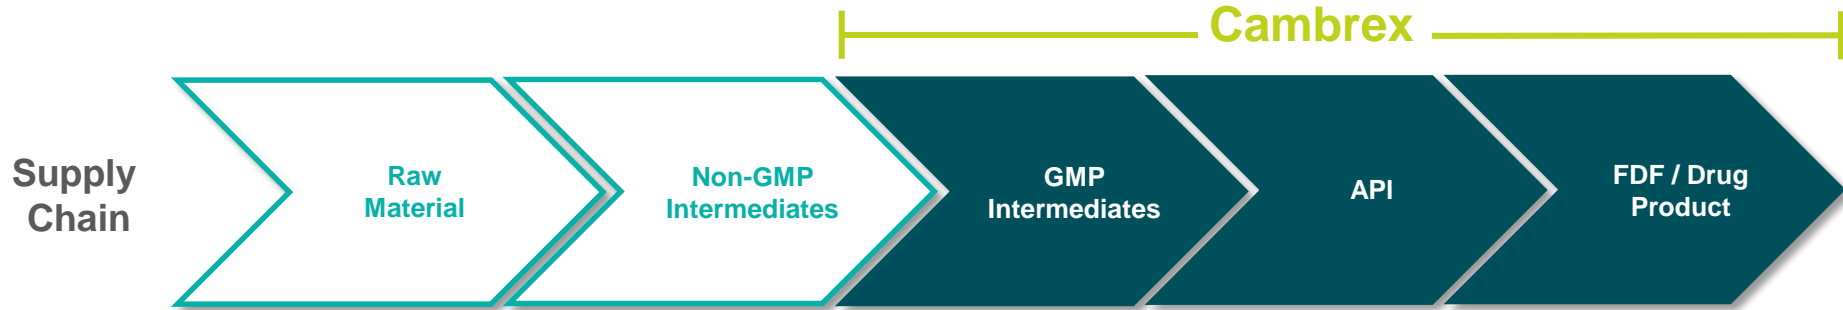 Cambrex
Supply
Chain
Raw
Material
Non-GMP
Intermediates
GMP
Intermediates
API
FDF / Drug
Product